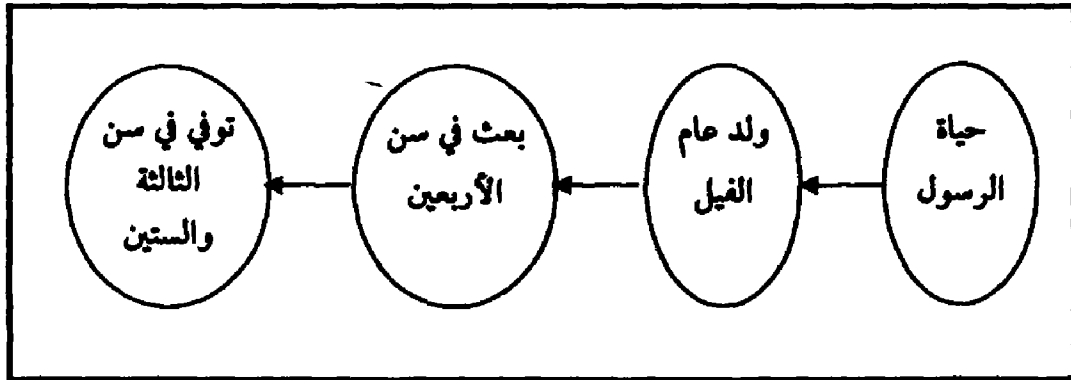 حياة
الرسول
ولد عام
الفيل
بعث في سن
الأربعين
توفي في سن
الثالثة
والستين